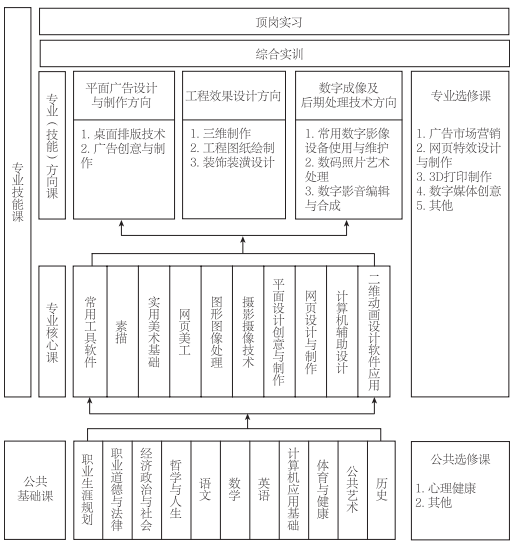 顶岗实习
综合实训
专业技能课
专业（技能）方向课
平面广告设计
与制作方向
1. 桌面排版技术
2. 广告创意与制
作
工程效果设计方向
1. 三维制作
2. 工程图纸绘制
3. 装饰装潢设计
数字成像及
后期处理技术方向
1. 常用数字影像
设备使用与维护
2. 数码照片艺术
处理
3. 数字影音编辑
与合成
专业选修课
1. 广告市场营销
2. 网页特效设计
与制作
3. 3D打印制作
4. 数字媒体创意
5. 其他
专业核心课
常用工具软件
素描
实用美术基础
网页美工
图形图像处理
摄影摄像技术
平面设计创意与制作
网页设计与制作
计算机辅助设计
二维动画设计软件应用
公共
基础课
职业生涯规划
职业道德与法律
经济政治与社会
哲学与人生
语文
数学
英语
计算机应用基础
体育与健康
公共艺术
历史
公共选修课
1. 心理健康
2. 其他